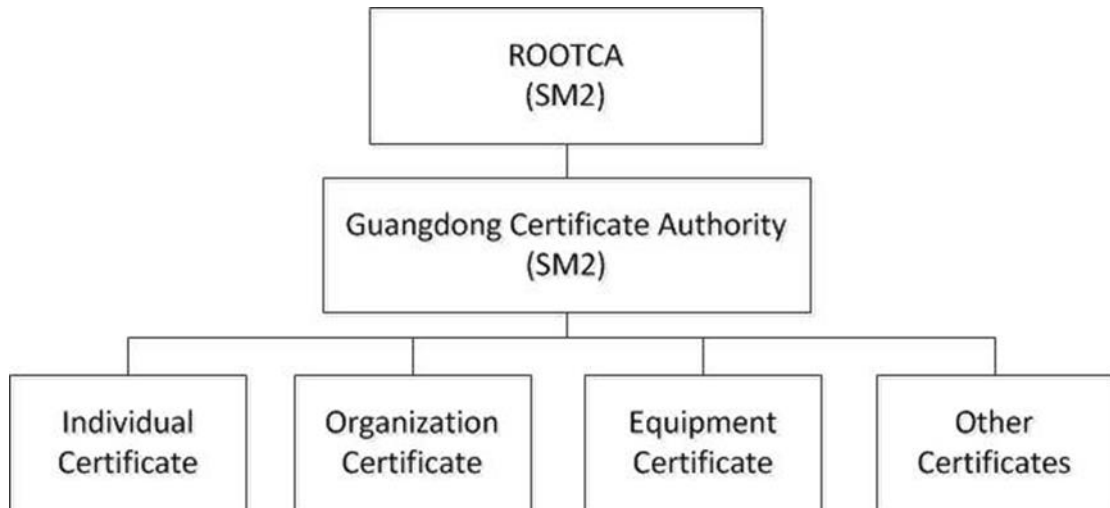 ROOTCA
(SM2)
Guangdong Certificate Authority
(SM2)
Individual
Certificate
Organization
Certificate
Equipment
Certificate
Other
Certificates